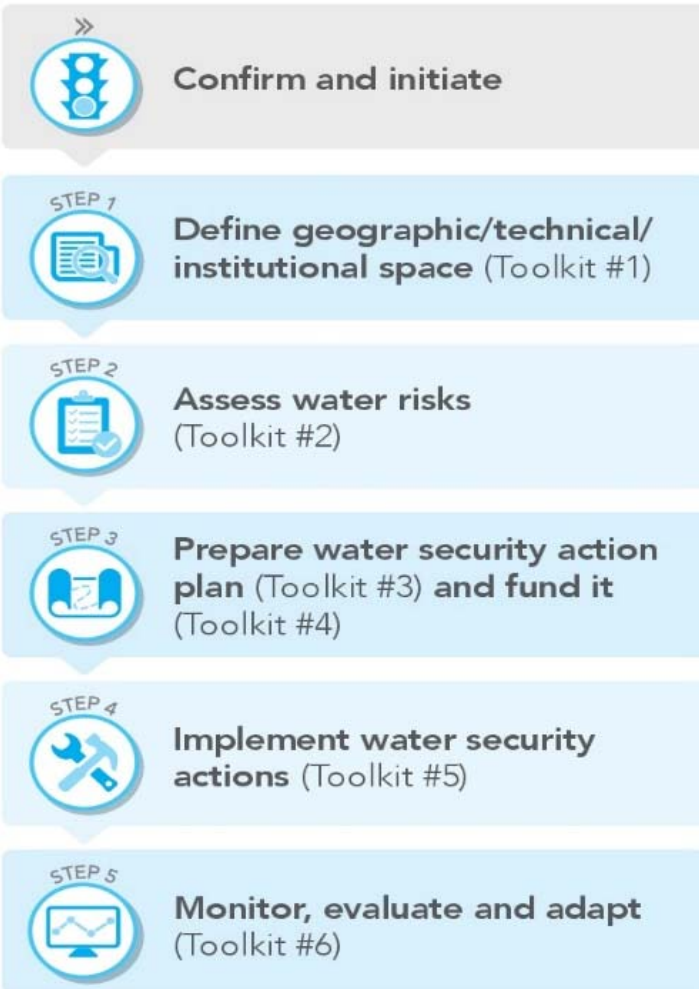 Confirm and initiate
STEP 1
Define geographic/technical/
institutional space (Toolkit #1)
STEP 2
Assess water risks
(Toolkit #2)
STEP 3
Prepare water security action
plan (Toolkit #3) and fund it
(Toolkit #4)
STEP 4
Implement water security
actions (Toolkit #5)
STEP 5
Monitor, evaluate and adapt
(Toolkit #6)